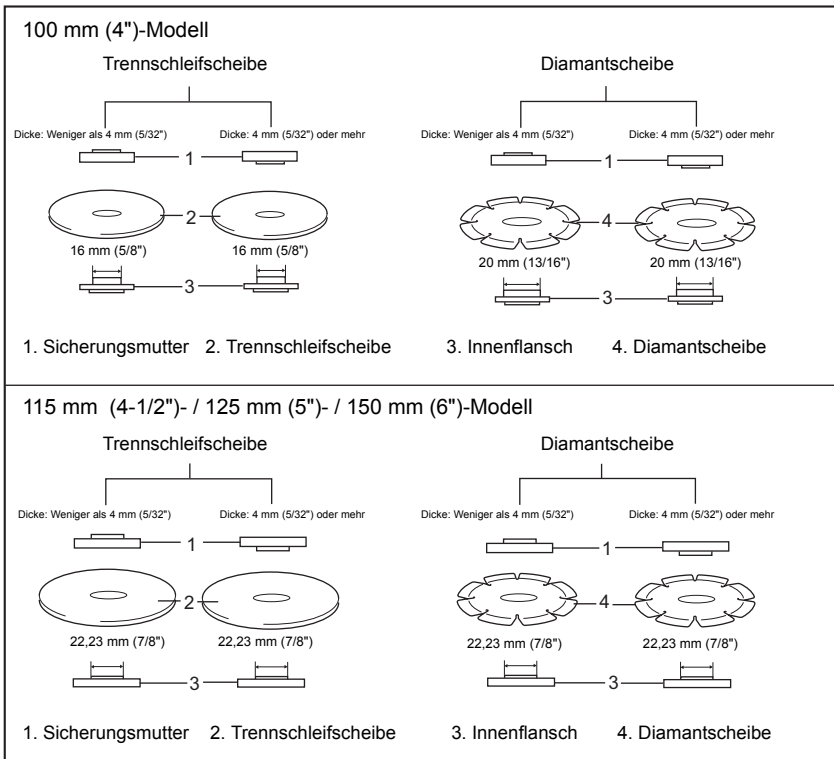 100 mm (4")-Modell
Trennschleifscheibe
Diamantscheibe
Dicke: Weniger als 4 mm (5/32")
Dicke: 4 mm (5/32") oder mehr
Dicke: Weniger als 4 mm (5/32")
Dicke: 4 mm (5/32") oder mehr
1
1
2
4
16 mm (5/8")
16 mm (5/8")
20 mm (13/16")
20 mm (13/16")
3
3
1. Sicherungsmutter 2. Trennschleifscheibe 3. Innenflansch 4. Diamantscheibe
115 mm (4-1/2")- / 125 mm (5")- / 150 mm (6")-Modell
Trennschleifscheibe
Diamantscheibe
Dicke: Weniger als 4 mm (5/32")
Dicke: 4 mm (5/32") oder mehr
Dicke: Weniger als 4 mm (5/32")
Dicke: 4 mm (5/32") oder mehr
1
1
2
4
22,23 mm (7/8")
22,23 mm (7/8")
22,23 mm (7/8")
22,23 mm (7/8")
3
3
1. Sicherungsmutter 2. Trennschleifscheibe 3. Innenflansch 4. Diamantscheibe